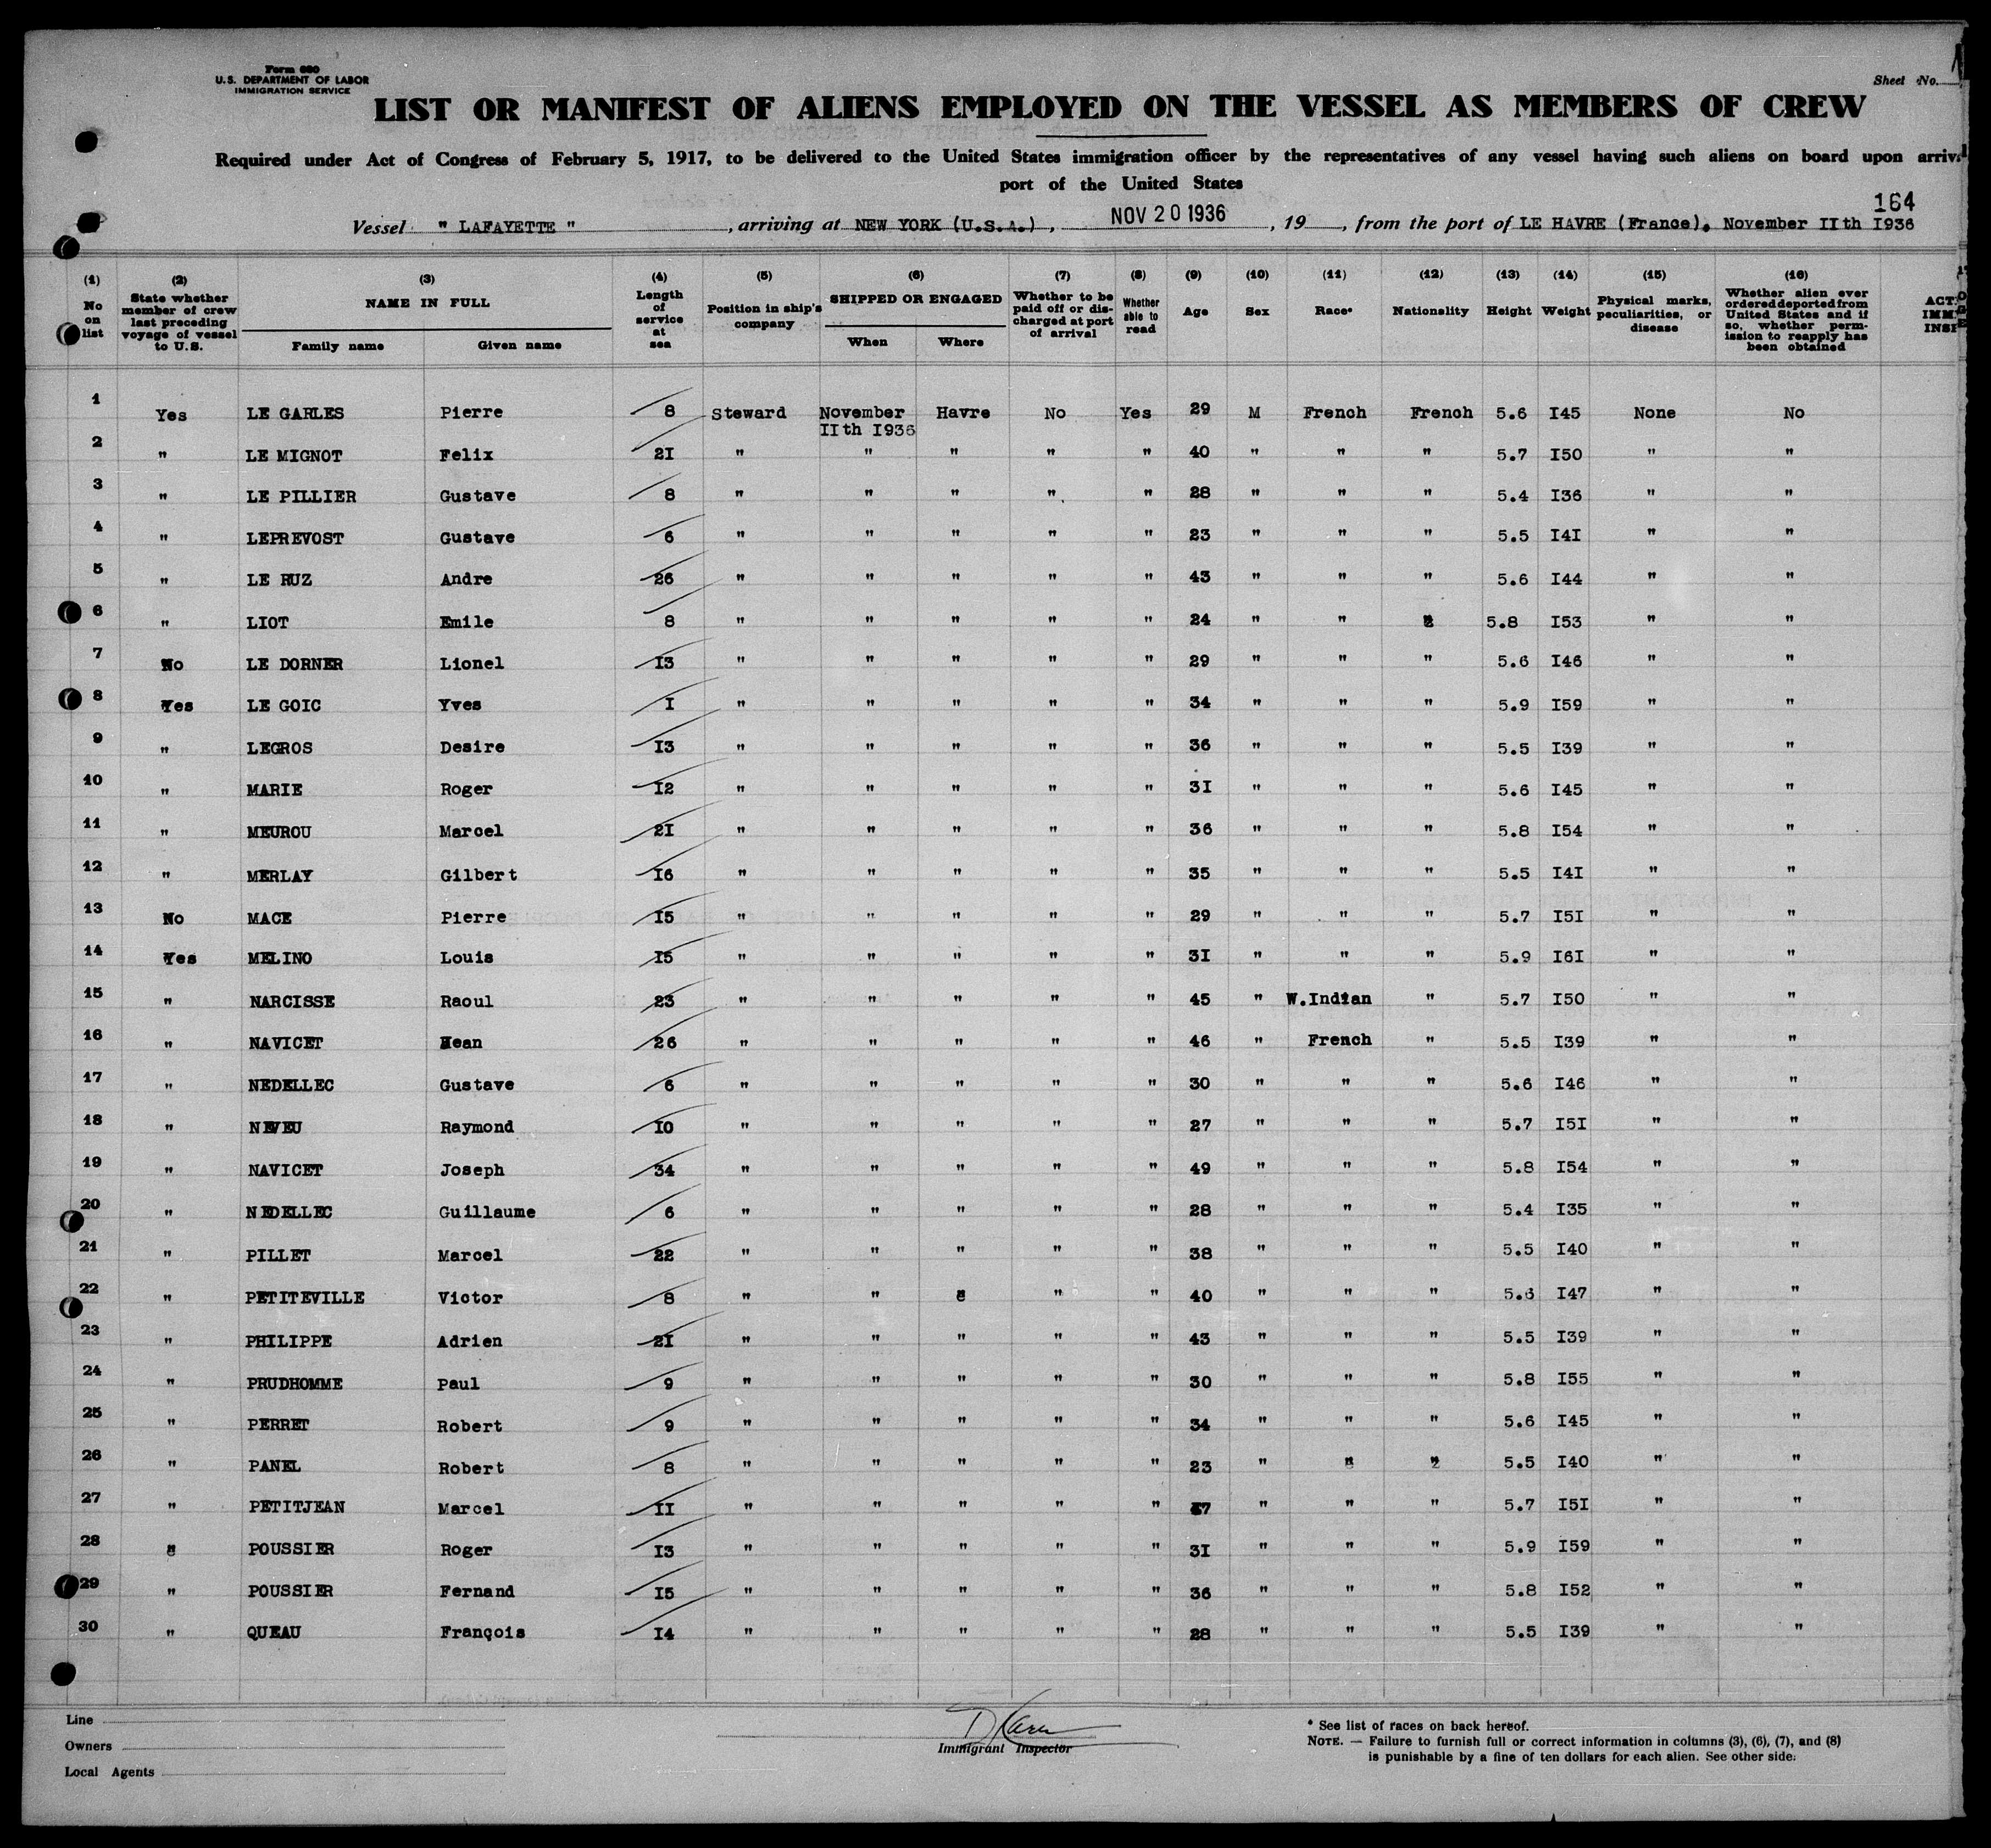 Form 680
U.S. DEPARTMENT OF LABOR
IMMIGRATION SERVICE
Sheet No.
LIST OR MANIFEST OF ALIENS EMPLOYED ON THE VESSEL AS MEMBERS OF CREW
Required under Act of Congress of February 5, 1917, to be delivered to the United States immigration officer by the representatives of any vessel having such aliens on board upon
port of the United States
164
Vessel " LAFAYETTE " , arriving at NEW YORK (U.S.A.) , NOV 20 1936 , 19 , from the port of LE HAVRE (France). November IIth I936
(1) (2) (3) (4) (5) (6) (7) (8) (9) (10) (11) (12) (13) (14) (15) (16)
No on list State whether member of crew last preceding voyage of vessel to U.S. NAME IN FULL Family name Given name Length of service at sea Position in ship's company SHIPPED OR ENGAGED When Where Whether to be paid off or discharged at port of arrival Whether able to read Age Sex Race* Nationality Height Weight Physical marks, peculiarities, or disease Whether alien ever ordered deported from United States and if so, whether permission to reapply has been obtained
1 Yes LE GARLES Pierre 8 Steward November IIth I936 Havre No Yes 29 M French French 5.6 I45 None No
2 " LE MIGNOT Felix 2I " " " " " 40 " " " 5.7 I50 " "
3 " LE PILLIER Gustave 8 " " " " " 28 " " " 5.4 I36 " "
4 " LEPREVOST Gustave 6 " " " " " 23 " " " 5.5 I4I " "
5 " LE RUZ Andre 26 " " " " " 43 " " " 5.6 I44 " "
6 " LIOT Emile 8 " " " " " 24 " " " 5.8 I53 " "
7 No LE DORNER Lionel I3 " " " " " 29 " " " 5.6 I46 " "
8 Yes LE GOIC Yves I " " " " " 34 " " " 5.9 I59 " "
9 " LEGROS Desire I3 " " " " " 36 " " " 5.5 I39 " "
10 " MARIE Roger I2 " " " " " 3I " " " 5.6 I45 " "
11 " MEUROU Marcel 2I " " " " " 36 " " " 5.8 I54 " "
12 " MERLAY Gilbert I6 " " " " " 35 " " " 5.5 I4I " "
13 No MACE Pierre I5 " " " " " 29 " " " 5.7 I5I " "
14 Yes MELINO Louis I5 " " " " " 3I " " " 5.9 I6I " "
15 " NARCISSE Raoul 23 " " " " " 45 " W.Indian " 5.7 I50 " "
16 " NAVICET Hean 26 " " " " " 46 " French " 5.5 I39 " "
17 " NEDELLEC Gustave 6 " " " " " 30 " " " 5.6 I46 " "
18 " NEVEU Raymond I0 " " " " " 27 " " " 5.7 I5I " "
19 " NAVICET Joseph 34 " " " " " 49 " " " 5.8 I54 " "
20 " NEDELLEC Guillaume 6 " " " " " 28 " " " 5.4 I35 " "
21 " PILLET Marcel 22 " " " " " 38 " " " 5.5 I40 " "
22 " PETITEVILLE Victor 8 " " " " " 40 " " " 5.6 I47 " "
23 " PHILIPPE Adrien 2I " " " " " 43 " " " 5.5 I39 " "
24 " PRUDHOMME Paul 9 " " " " " 30 " " " 5.8 I55 " "
25 " PERRET Robert 9 " " " " " 34 " " " 5.6 I45 " "
26 " PANEL Robert 8 " " " " " 23 " " " 5.5 I40 " "
27 " PETITJEAN Marcel II " " " " " " " " 5.7 I5I " "
28 " POUSSIER Roger I3 " " " " " 3I " " " 5.9 I59 " "
29 " POUSSIER Fernand I5 " " " " " 36 " " " 5.8 I52 " "
30 " QUEAU François I4 " " " " " 28 " " " 5.5 I39 " "
Line
Owners
Local Agents
Immigrant Inspector
* See list of races on back hereof.
NOTE. — Failure to furnish full or correct information in columns (3), (6), (7), and (8)
is punishable by a fine of ten dollars for each alien. See other side.